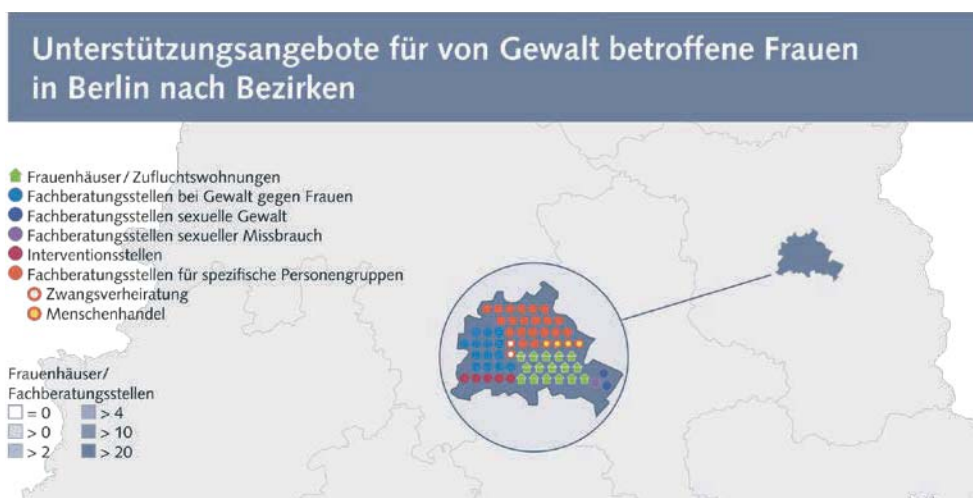 Unterstützungsangebote für von Gewalt betroffene Frauen
in Berlin nach Bezirken
Frauenhäuser / Zufluchtswohnungen
Fachberatungsstellen bei Gewalt gegen Frauen
Fachberatungsstellen sexuelle Gewalt
Fachberatungsstellen sexueller Missbrauch
Interventionsstellen
Fachberatungsstellen für spezifische Personengruppen
Zwangsverheiratung
Menschenhandel
Frauenhäuser/
Fachberatungsstellen
= 0 > 4
> 0 > 10
> 2 > 20